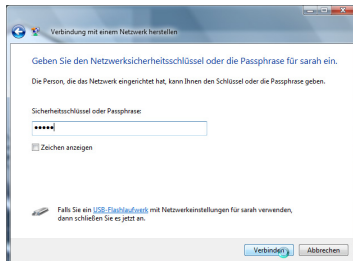 Verbindung mit einem Netzwerk herstellen
Geben Sie den Netzwerksicherheitsschlüssel oder die Passphrase für sarah ein.
Die Person, die das Netzwerk eingerichtet hat, kann Ihnen den Schlüssel oder die Passphrase geben.
Sicherheitsschlüssel oder Passphrase:
•••••
Zeichen anzeigen
Falls Sie ein USB-Flashlaufwerk mit Netzwerkeinstellungen für sarah verwenden,
dann schließen Sie es jetzt an.
Verbinden Abbrechen